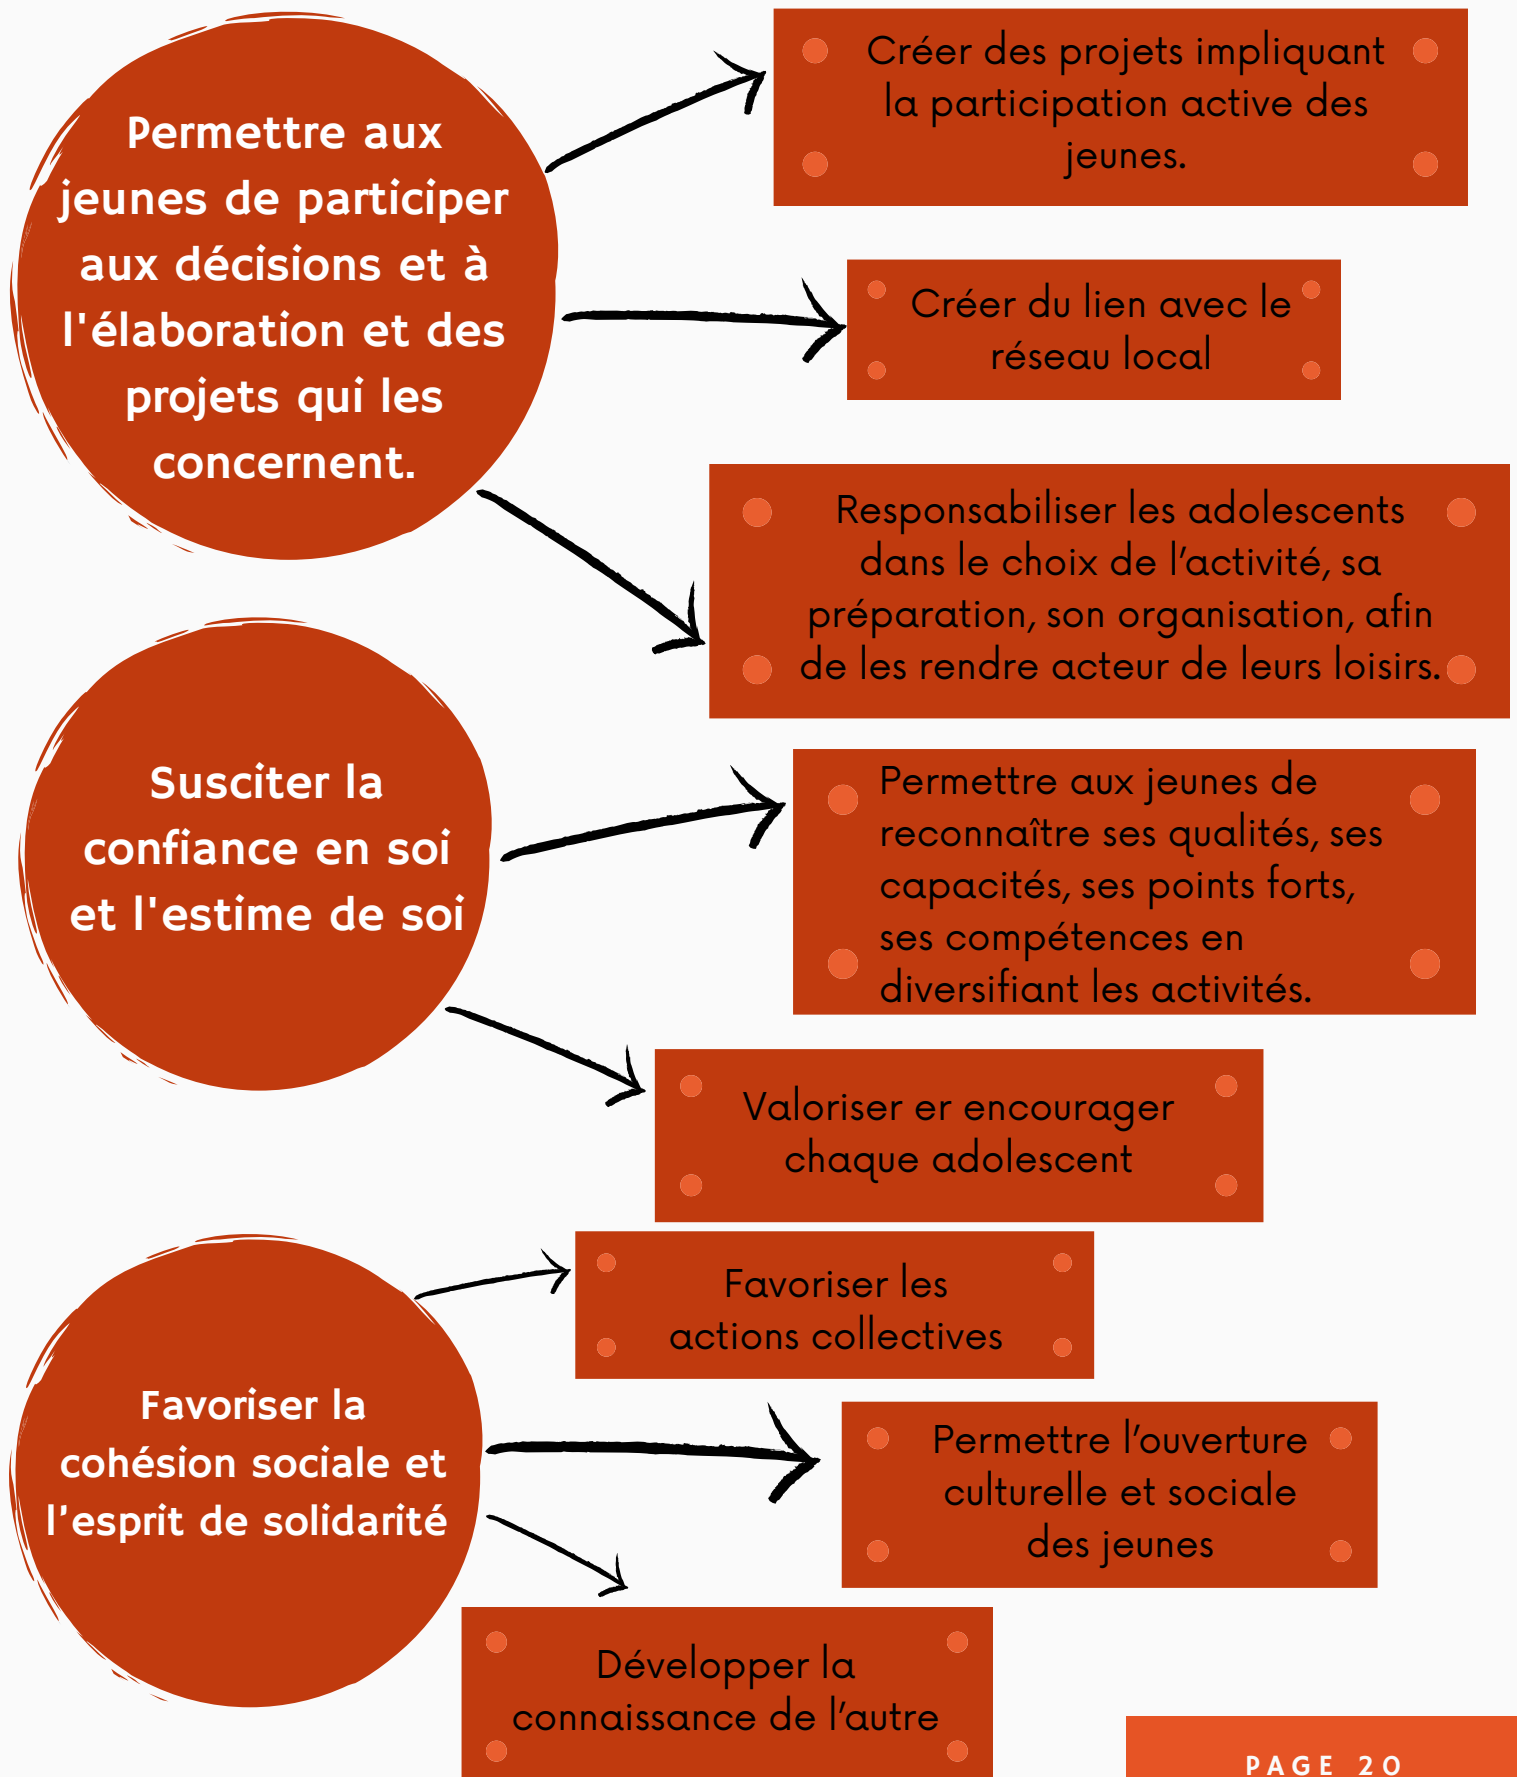 Permettre aux
jeunes de participer
aux décisions et à
l'élaboration et des
projets qui les
concernent.
Créer des projets impliquant
la participation active des
jeunes.
Créer du lien avec le
réseau local
Responsabiliser les adolescents
dans le choix de l’activité, sa
préparation, son organisation, afin
de les rendre acteur de leurs loisirs.
Susciter la
confiance en soi
et l'estime de soi
Permettre aux jeunes de
reconnaître ses qualités, ses
capacités, ses points forts,
ses compétences en
diversifiant les activités.
Valoriser er encourager
chaque adolescent
Favoriser la
cohésion sociale et
l’esprit de solidarité
Favoriser les
actions collectives
Permettre l’ouverture
culturelle et sociale
des jeunes
Développer la
connaissance de l’autre
PAGE 20